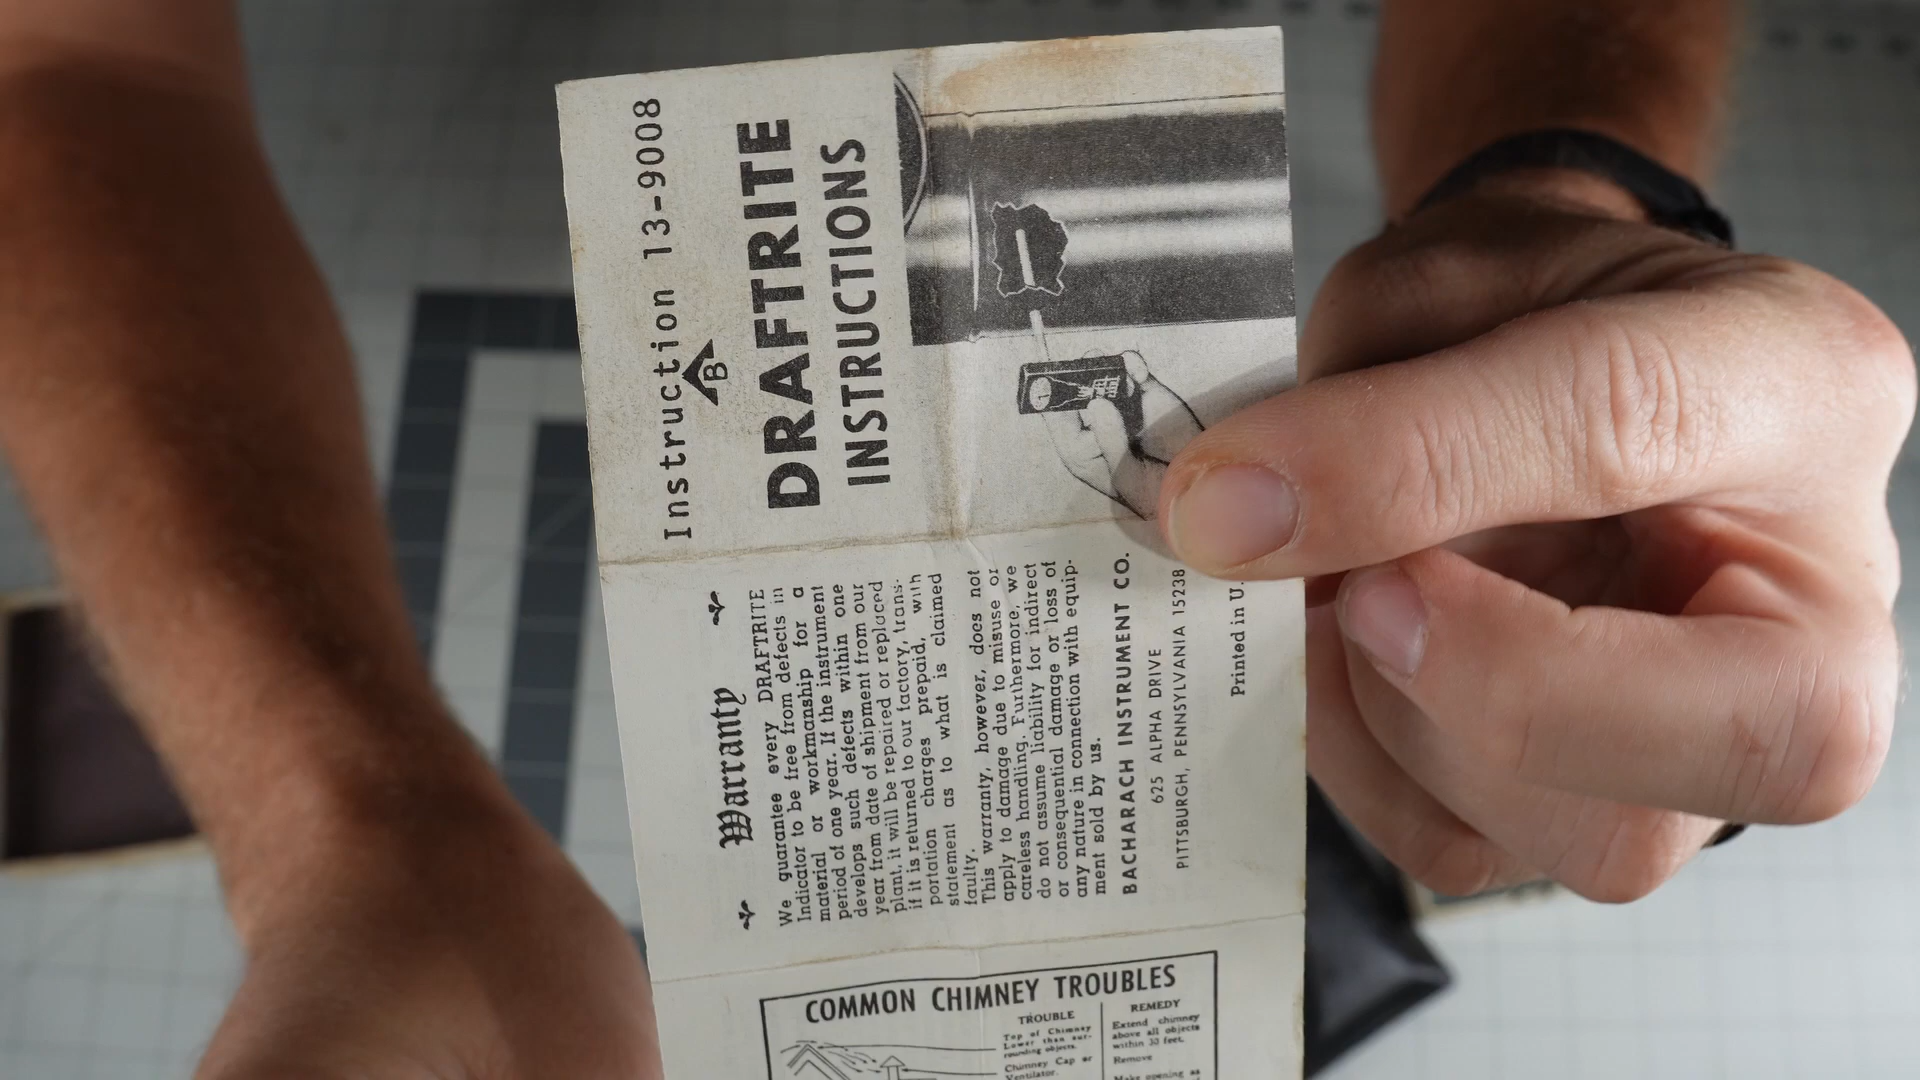 Instruction 13-9008
B
DRAFTRITE
INSTRUCTIONS
Warranty
We guarantee every DRAFTRITE
Indicator to be free from defects in
material or workmanship for a
period of one year. If the instrument
develops such defects within one
year from date of shipment from our
plant, it will be repaired or replaced
if it is returned to our factory, trans-
portation charges prepaid, with
statement as to what is claimed
faulty.
This warranty, however, does not
apply to damage due to misuse or
careless handling. Furthermore, we
do not assume liability for indirect
or consequential damage or loss of
any nature in connection with equip-
ment sold by us.
BACHARACH INSTRUMENT CO.
625 ALPHA DRIVE
PITTSBURGH, PENNSYLVANIA 15238
Printed in U.
COMMON CHIMNEY TROUBLES
TROUBLE
Top of Chimney
Lower than sur-
rounding objects.
Chimney Cap or
Ventilator.
REMEDY
Extend chimney
above all objects
within 30 feet.
Remove
Make opening as